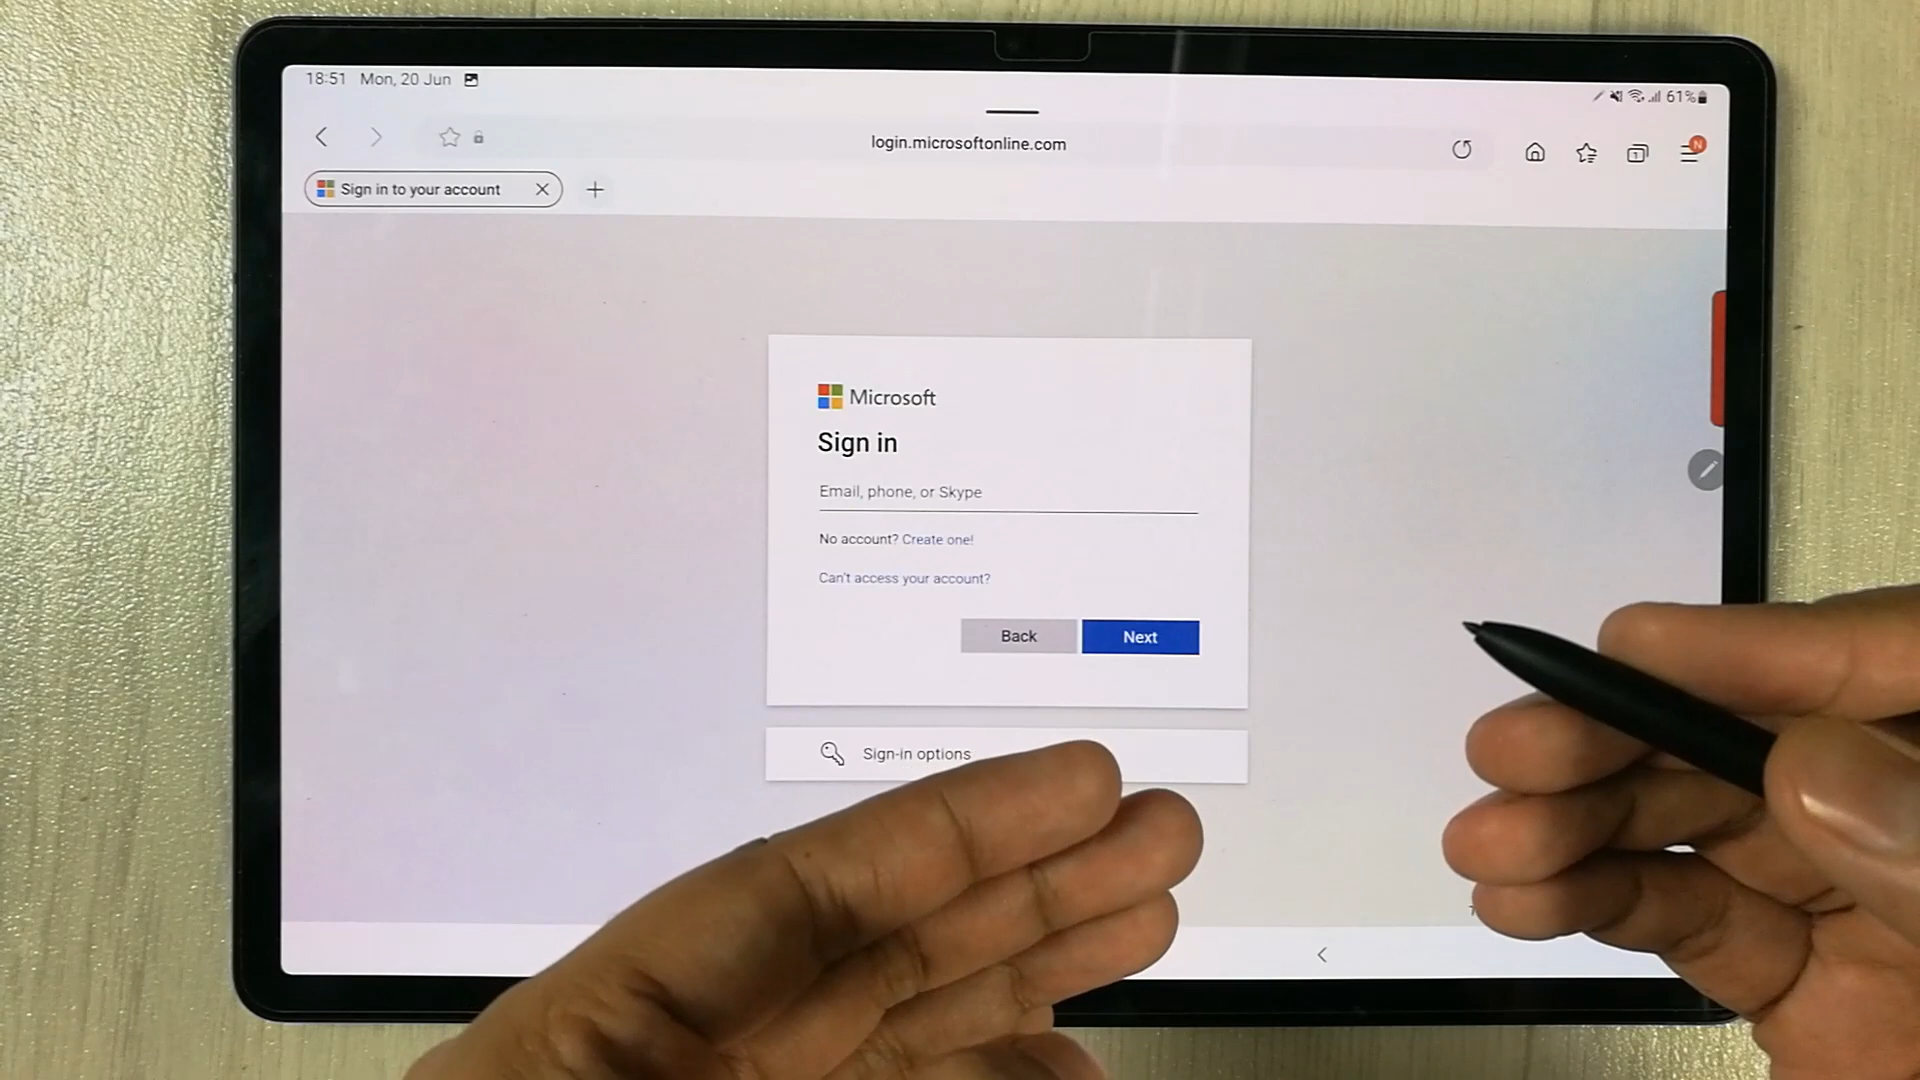 18:51 Mon, 20 Jun
61%
login.microsoftonline.com
1
N
Sign in to your account
Microsoft
Sign in
Email, phone, or Skype
No account? Create one!
Can't access your account?
Back Next
Sign-in options